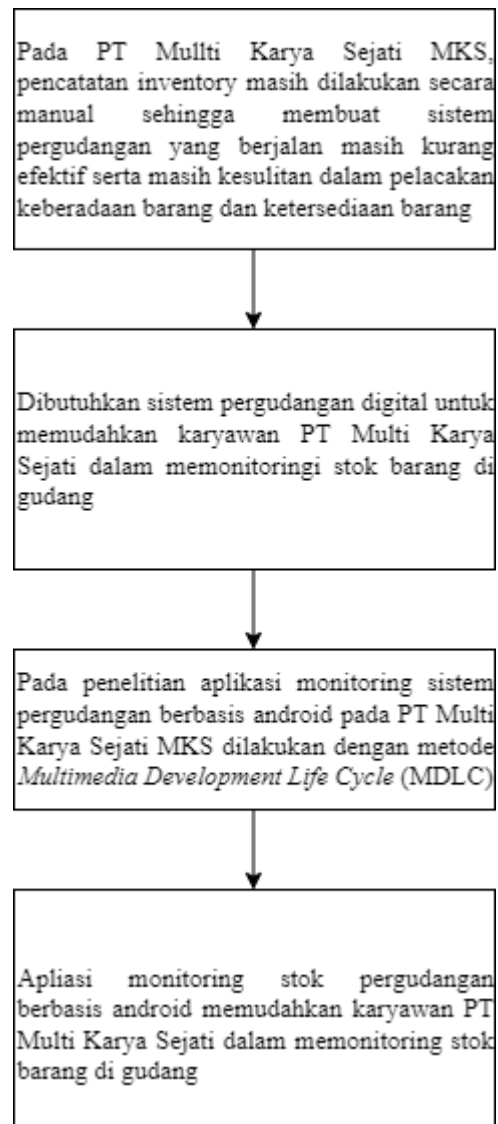 Pada PT Mullti Karya Sejati MKS,
pencatatan inventory masih dilakukan secara
manual sehingga membuat sistem
pergudangan yang berjalan masih kurang
efektif serta masih kesulitan dalam pelacakan
keberadaan barang dan ketersediaan barang
Dibutuhkan sistem pergudangan digital untuk
memudahkan karyawan PT Multi Karya
Sejati dalam memonitoringi stok barang di
gudang
Pada penelitian aplikasi monitoring sistem
pergudangan berbasis android pada PT Multi
Karya Sejati MKS dilakukan dengan metode
Multimedia Development Life Cycle (MDLC)
Apliasi monitoring stok pergudangan
berbasis android memudahkan karyawan PT
Multi Karya Sejati dalam memonitoring stok
barang di gudang